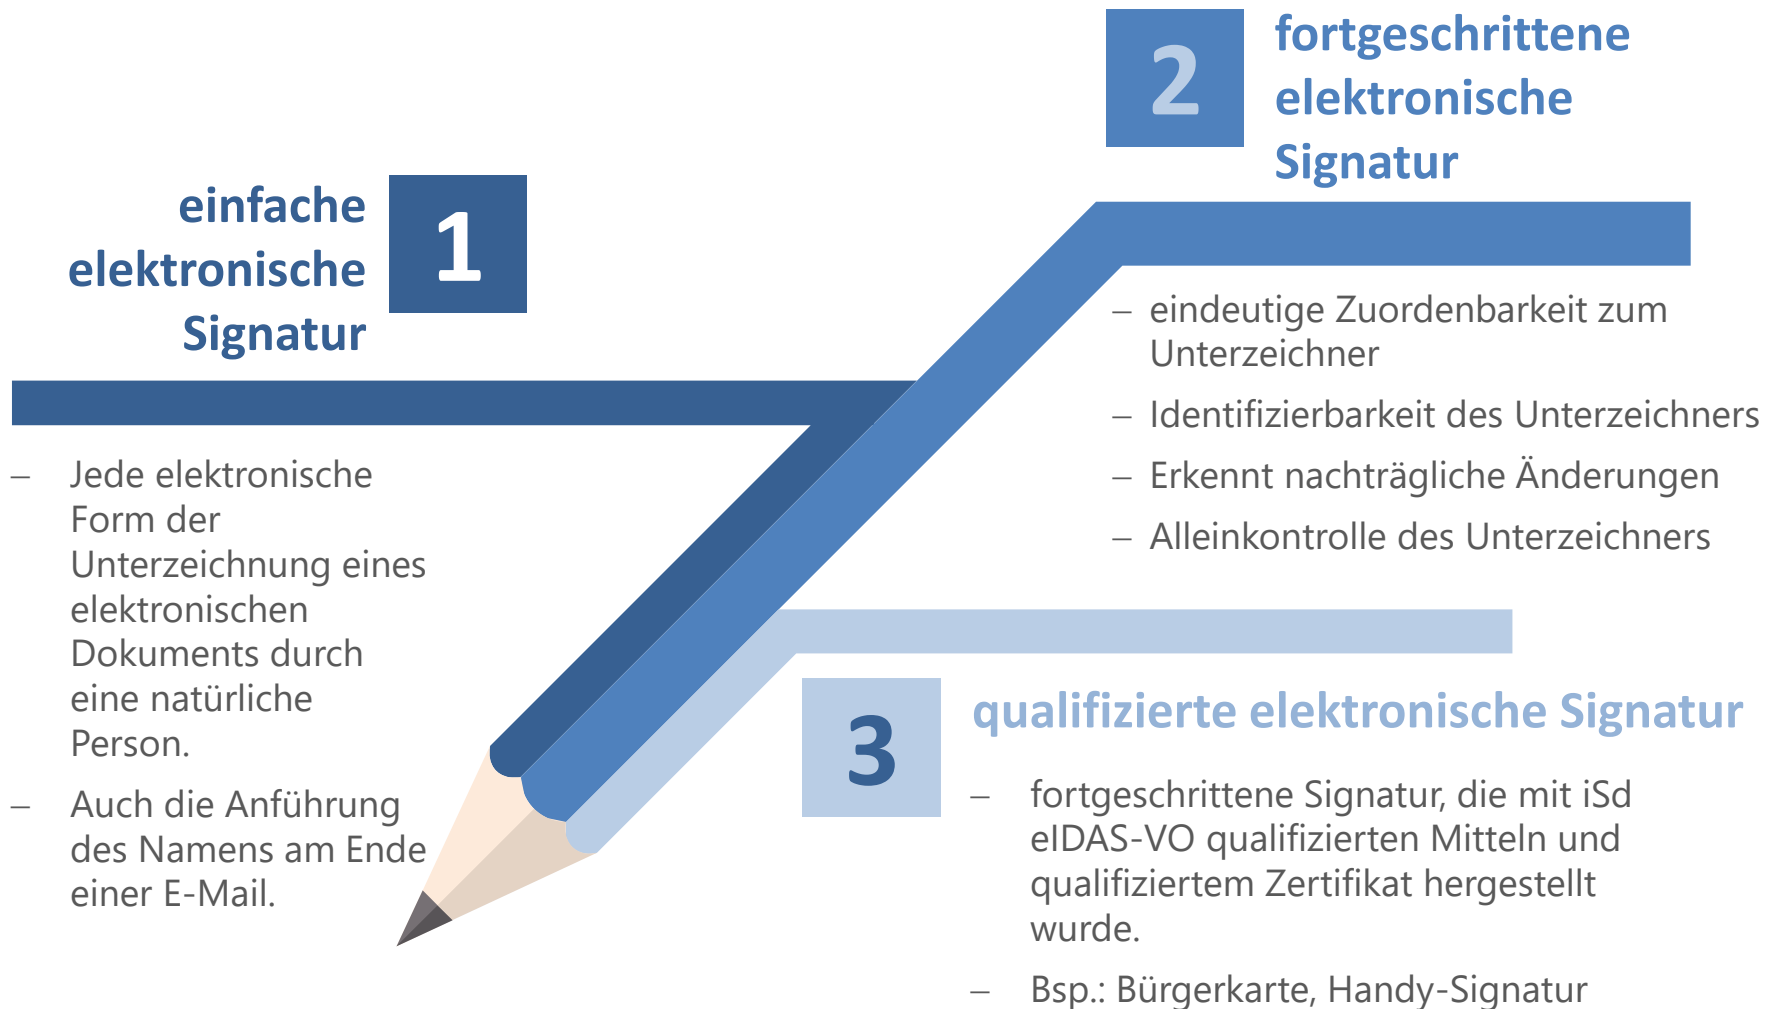 einfache
elektronische
Signatur
1
– Jede elektronische
Form der
Unterzeichnung eines
elektronischen
Dokuments durch
eine natürliche
Person.
– Auch die Anführung
des Namens am Ende
einer E-Mail.
2
fortgeschrittene
elektronische
Signatur
– eindeutige Zuordenbarkeit zum
Unterzeichner
– Identifizierbarkeit des Unterzeichners
– Erkennt nachträgliche Änderungen
– Alleinkontrolle des Unterzeichners
3
qualifizierte elektronische Signatur
– fortgeschrittene Signatur, die mit iSd
eIDAS-VO qualifizierten Mitteln und
qualifiziertem Zertifikat hergestellt
wurde.
– Bsp.: Bürgerkarte, Handy-Signatur